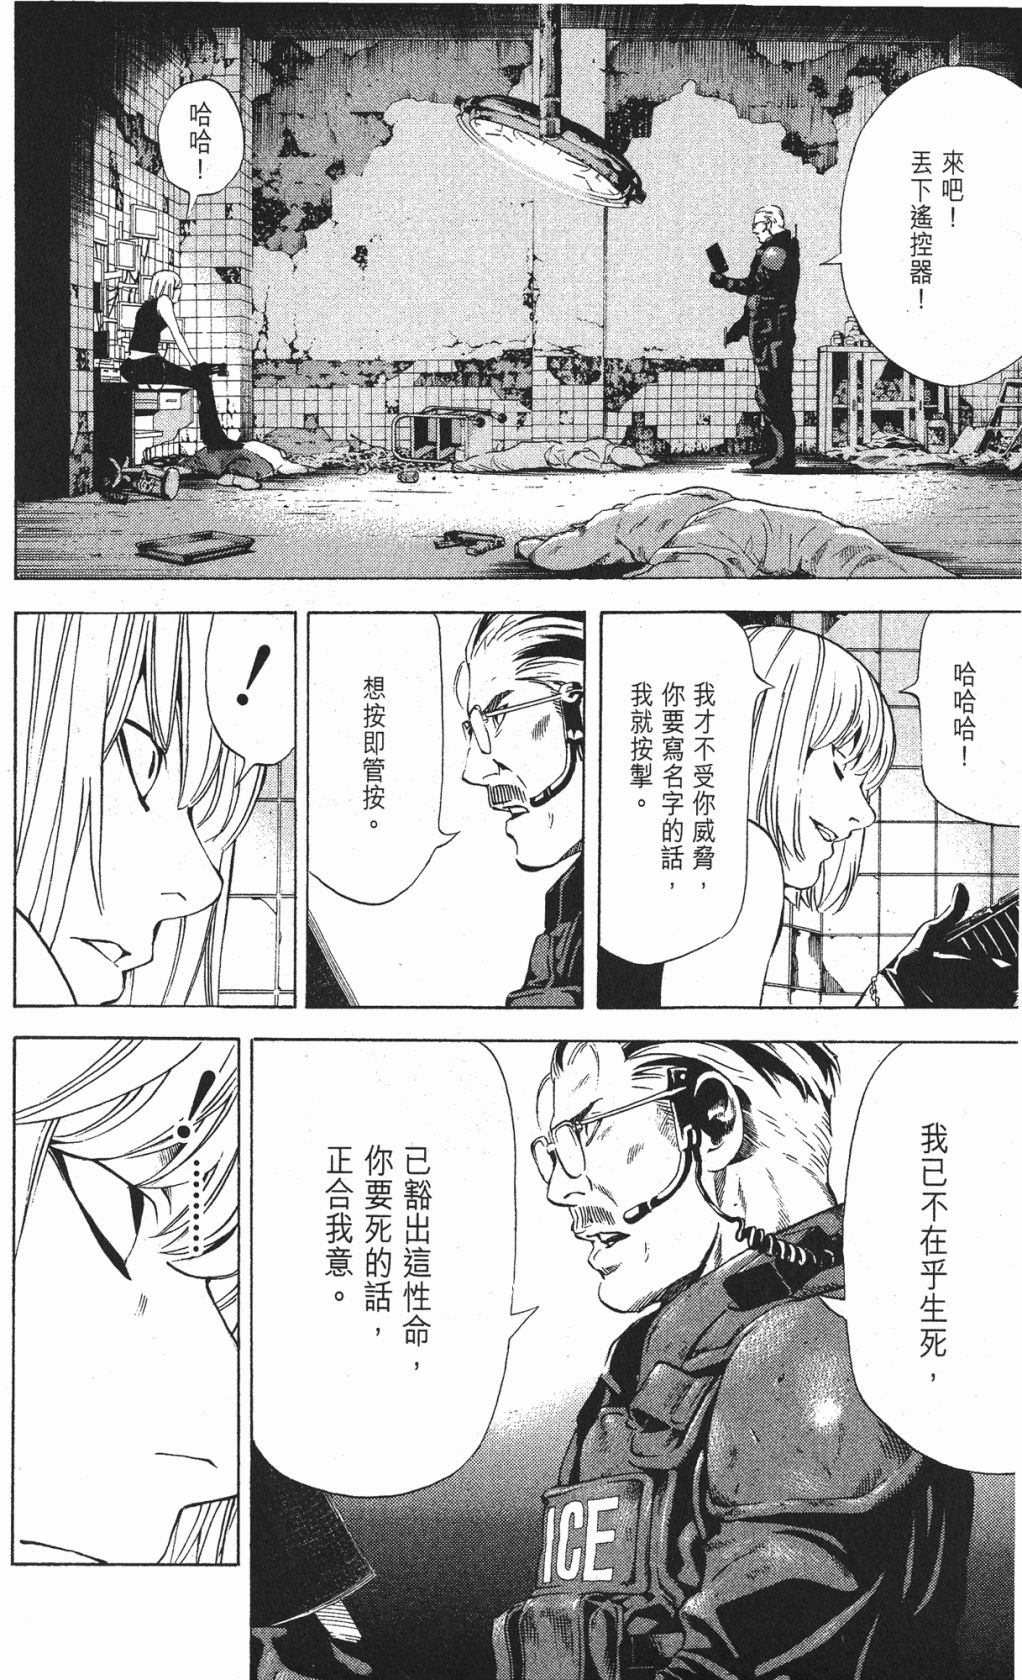 來吧！
丟下遙控器！
哈哈！
哈哈哈！
我才不受你威脅，
你要寫名字的話，
我就按掣。
想按即管按。
！
我已不在乎生死，
已豁出這性命，
你要死的話，
正合我意。
ICE
！……